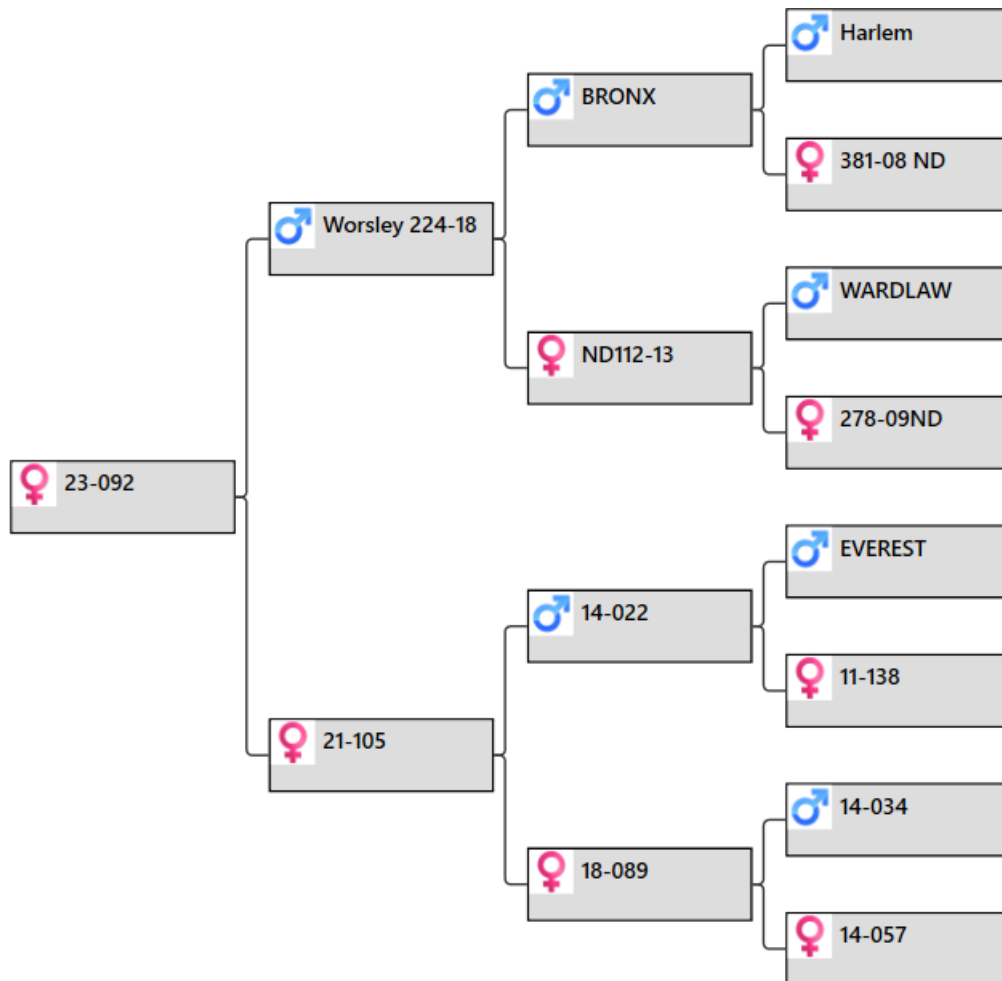 Harlem
BRONX
381-08 ND
Worsley 224-18
WARDLAW
ND112-13
278-09ND
23-092
EVEREST
14-022
11-138
21-105
14-034
18-089
14-057